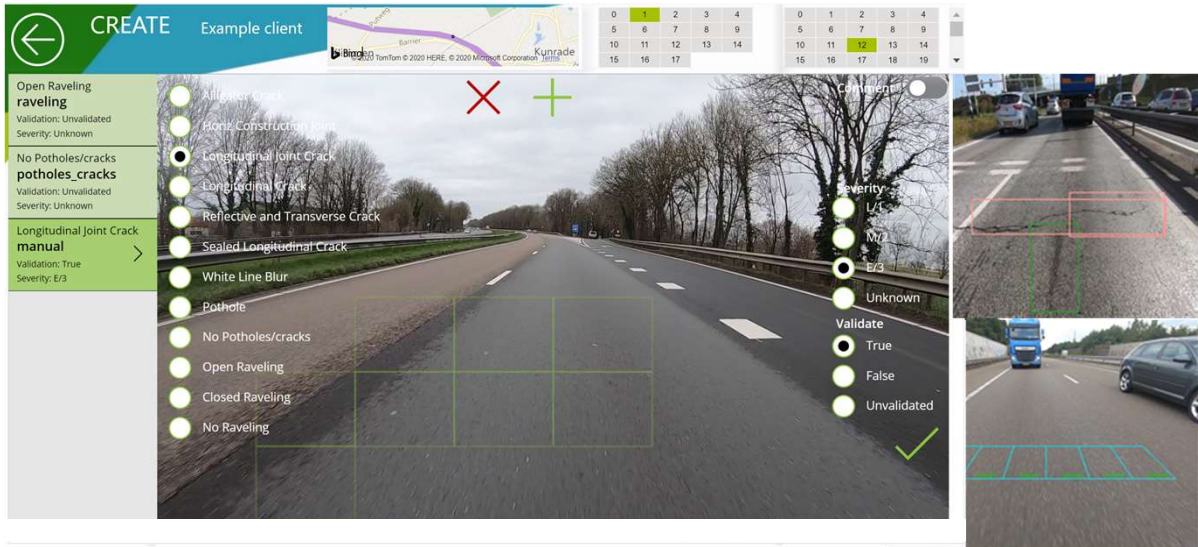 CREATE
Example client
Putweg
Barrier
Kunrade
Bing
© 2020 TomTom © 2020 HERE, © 2020 Microsoft Corporation Terms
0 1 2 3 4
5 6 7 8 9
10 11 12 13 14
15 16 17
0 1 2 3 4
5 6 7 8 9
10 11 12 13 14
15 16 17 18 19
Open Raveling
raveling
Validation: Unvalidated
Severity: Unknown
No Potholes/cracks
potholes_cracks
Validation: Unvalidated
Severity: Unknown
Longitudinal Joint Crack
manual
Validation: True
Severity: E/3
Alligator Crack
Horiz Construction Joint
Longitudinal Joint Crack
Longitudinal Crack
Reflective and Transverse Crack
Sealed Longitudinal Crack
White Line Blur
Pothole
No Potholes/cracks
Open Raveling
Closed Raveling
No Raveling
Comment
Severity
L/1
M/2
E/3
Unknown
Validate
True
False
Unvalidated